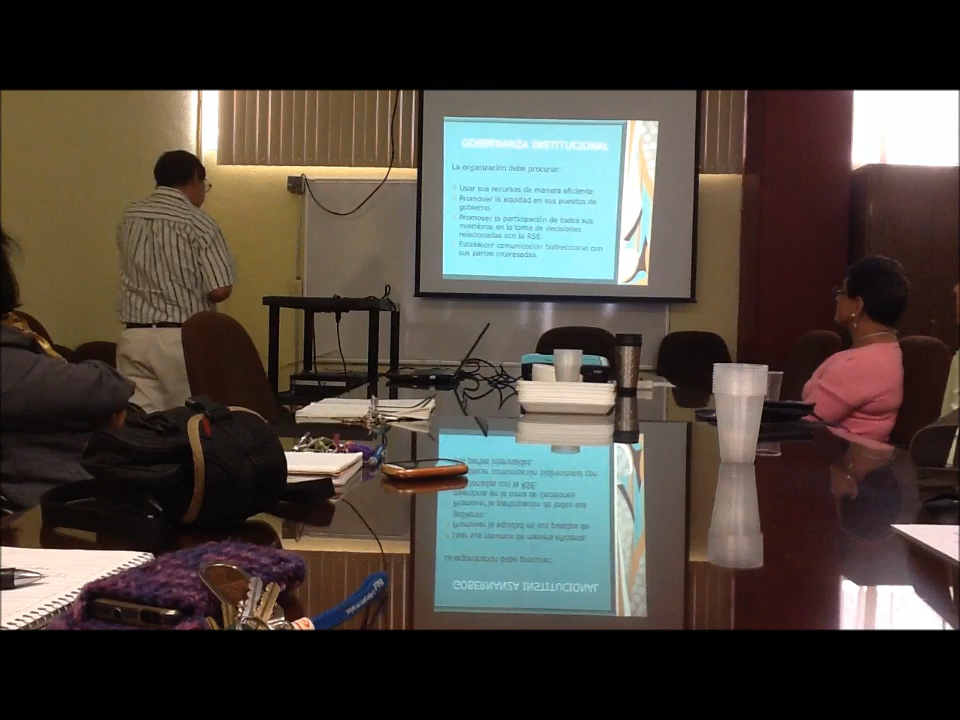 GOBERNANZA INSTITUCIONAL
La organización debe procurar:
Usar sus recursos de manera eficiente.
Promover la equidad en sus puestos de
gobierno.
Promover la participación de todos sus
miembros en la toma de decisiones
relacionadas con la RSE.
Establecer comunicación bidireccional con
sus partes interesadas.